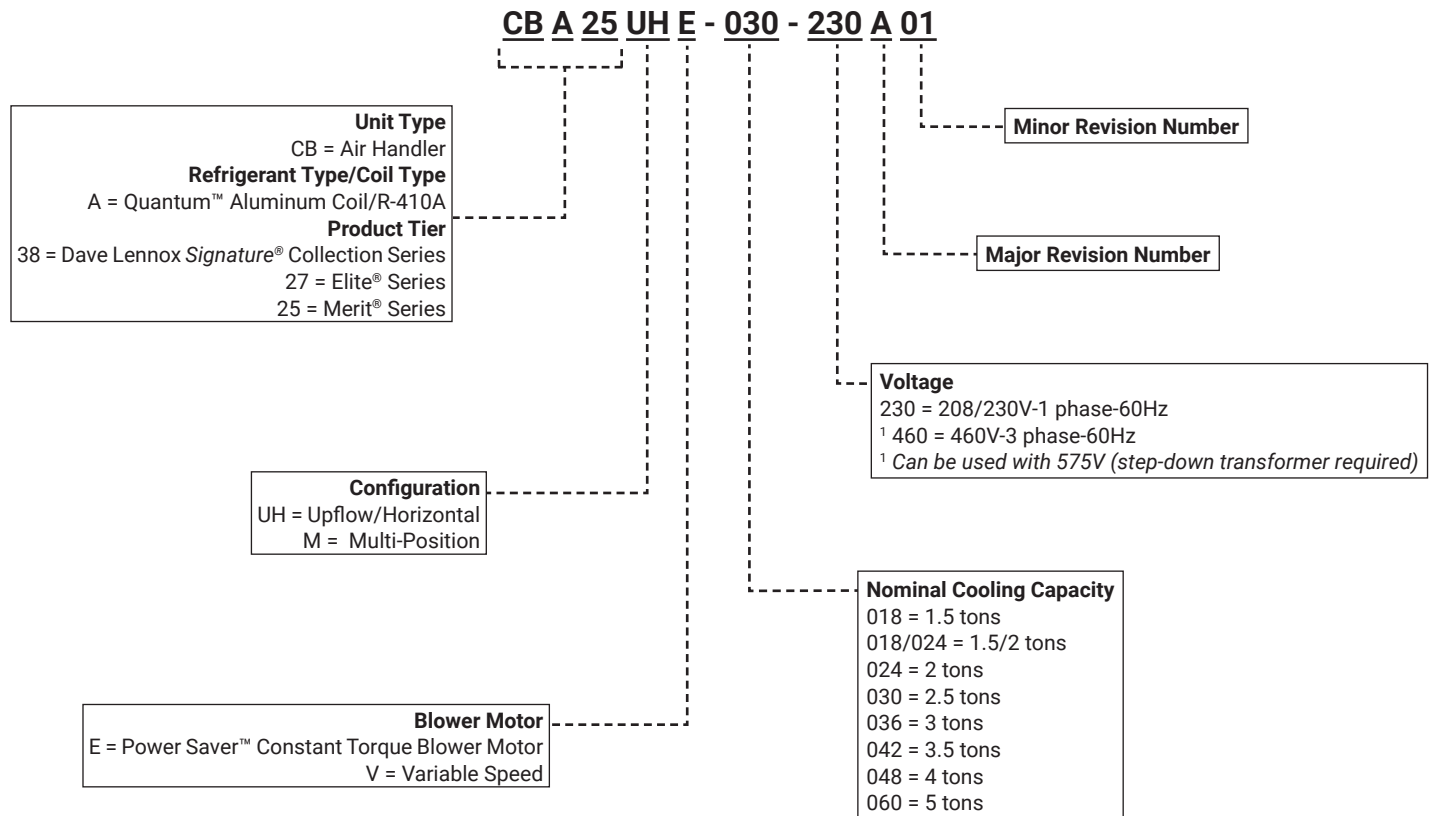 CB A 25 UH E - 030 - 230 A 01
Unit Type
CB = Air Handler
Refrigerant Type/Coil Type
A = Quantum™ Aluminum Coil/R-410A
Product Tier
38 = Dave Lennox Signature® Collection Series
27 = Elite® Series
25 = Merit® Series
Minor Revision Number
Major Revision Number
Voltage
230 = 208/230V-1 phase-60Hz
¹ 460 = 460V-3 phase-60Hz
¹ Can be used with 575V (step-down transformer required)
Configuration
UH = Upflow/Horizontal
M = Multi-Position
Nominal Cooling Capacity
018 = 1.5 tons
018/024 = 1.5/2 tons
024 = 2 tons
030 = 2.5 tons
036 = 3 tons
042 = 3.5 tons
048 = 4 tons
060 = 5 tons
Blower Motor
E = Power Saver™ Constant Torque Blower Motor
V = Variable Speed